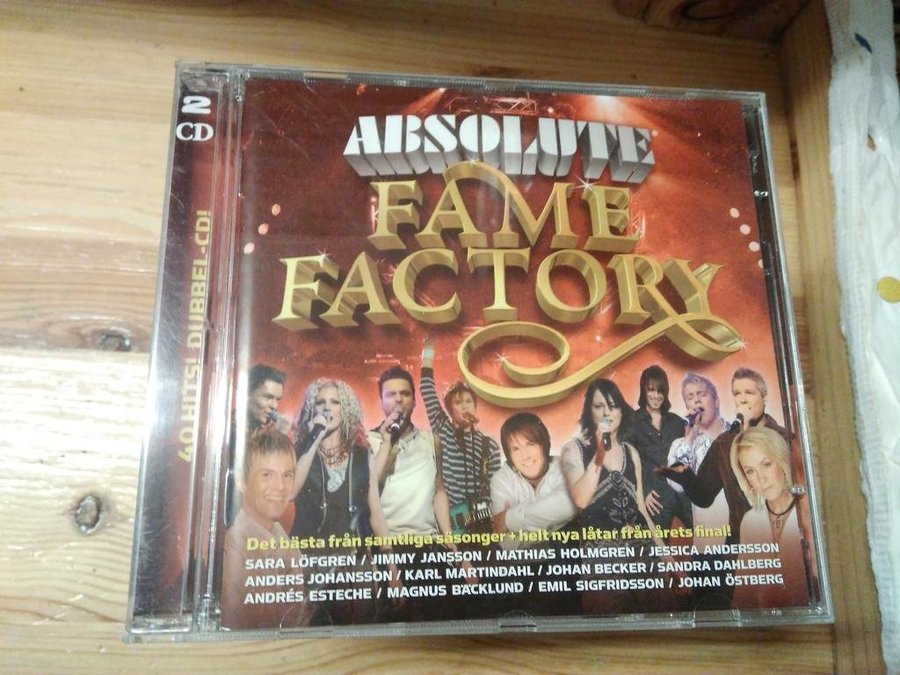 2
CD
40 HITS! DUBBEL-CD!
ABSOLUTE
FAME
FACTORY
Det bästa från samtliga säsonger + helt nya låtar från årets final!
SARA LÖFGREN / JIMMY JANSSON / MATHIAS HOLMGREN / JESSICA ANDERSSON
ANDERS JOHANSSON / KARL MARTINDAHL / JOHAN BECKER / SANDRA DAHLBERG
ANDRÉS ESTECHE / MAGNUS BÄCKLUND / EMIL SIGFRIDSSON / JOHAN ÖSTBERG